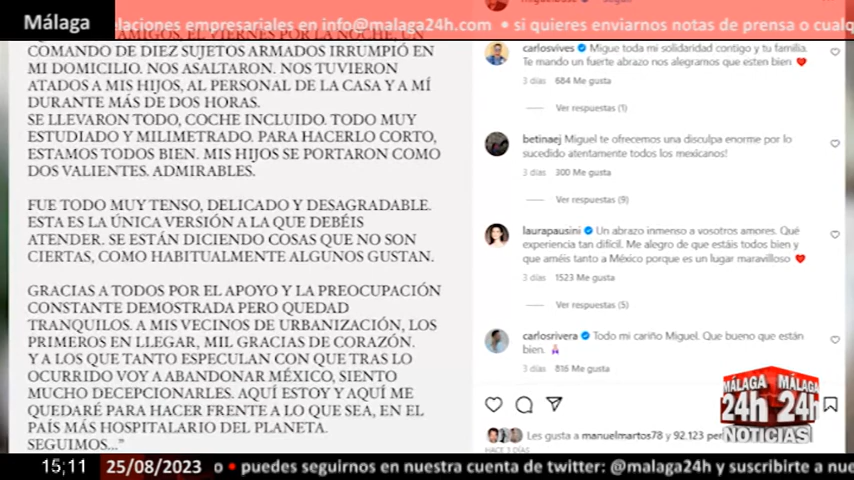 Málaga
elaciones empresariales en info@malaga24h.com • si quieres enviarnos notas de prensa o cualq
AMIGOS. EL VIERNES POR LA NOCHE, UN
COMANDO DE DIEZ SUJETOS ARMADOS IRRUMPIÓ EN
MI DOMICILIO. NOS ASALTARON. NOS TUVIERON
ATADOS A MIS HIJOS, AL PERSONAL DE LA CASA Y A MÍ
DURANTE MÁS DE DOS HORAS.
SE LLEVARON TODO, COCHE INCLUIDO. TODO MUY
ESTUDIADO Y MILIMETRADO. PARA HACERLO CORTO,
ESTAMOS TODOS BIEN. MIS HIJOS SE PORTARON COMO
DOS VALIENTES. ADMIRABLES.
FUE TODO MUY TENSO, DELICADO Y DESAGRADABLE.
ESTA ES LA ÚNICA VERSIÓN A LA QUE DEBÉIS
ATENDER. SE ESTÁN DICIENDO COSAS QUE NO SON
CIERTAS, COMO HABITUALMENTE ALGUNOS GUSTAN.
GRACIAS A TODOS POR EL APOYO Y LA PREOCUPACIÓN
CONSTANTE DEMOSTRADA PERO QUEDAD
TRANQUILOS. A MIS VECINOS DE URBANIZACIÓN, LOS
PRIMEROS EN LLEGAR, MIL GRACIAS DE CORAZÓN.
Y A LOS QUE TANTO ESPECULAN CON QUE TRAS LO
OCURRIDO VOY A ABANDONAR MÉXICO, SIENTO
MUCHO DECEPCIONARLES. AQUÍ ESTOY Y AQUÍ ME
QUEDARÉ PARA HACER FRENTE A LO QUE SEA, EN EL
PAÍS MÁS HOSPITALARIO DEL PLANETA.
SEGUIMOS..."
carlosvives Migue toda mi solidaridad contigo y tu familia.
Te mando un fuerte abrazo nos alegramos que esten bien ❤️
3 días 684 Me gusta
Ver respuestas (1)
betinaej Miguel te ofrecemos una disculpa enorme por lo
sucedido atentamente todos los mexicanos!
3 días 300 Me gusta
Ver respuestas (9)
laurapausini Un abrazo inmenso a vosotros amores. Qué
experiencia tan difícil. Me alegro de que estáis todos bien y
que améis tanto a México porque es un lugar maravilloso ❤️
3 días 1523 Me gusta
Ver respuestas (5)
carlosrivera Todo mi cariño Miguel. Que bueno que están
bien. 🙏
3 días 816 Me gusta
Les gusta a manuelmartos78 y 92.123 per
HACE 3 DÍAS
MÁLAGA MÁLAGA
24h 24h
NOTICIAS
15:11 25/08/2023 o • puedes seguirnos en nuestra cuenta de twitter: @malaga24h y suscribirte a nue